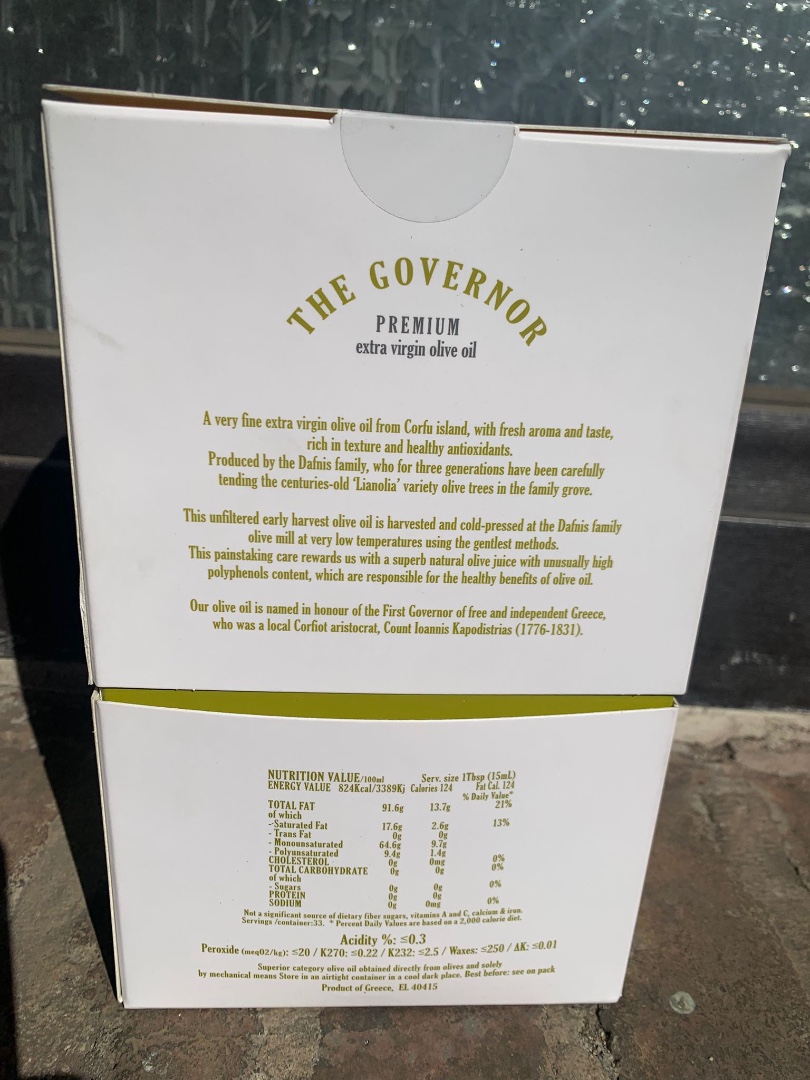 THE GOVERNOR
PREMIUM
extra virgin olive oil
A very fine extra virgin olive oil from Corfu island, with fresh aroma and taste,
rich in texture and healthy antioxidants.
Produced by the Dafnis family, who for three generations have been carefully
tending the centuries-old ‘Lianolia’ variety olive trees in the family grove.
This unfiltered early harvest olive oil is harvested and cold-pressed at the Dafnis family
olive mill at very low temperatures using the gentlest methods.
This painstaking care rewards us with a superb natural olive juice with unusually high
polyphenols content, which are responsible for the healthy benefits of olive oil.
Our olive oil is named in honour of the First Governor of free and independent Greece,
who was a local Corfiot aristocrat, Count Ioannis Kapodistrias (1776-1831).
NUTRITION VALUE/100ml Serv. size 1Tbsp (15mL)
ENERGY VALUE 824Kcal/3389Kj Calories 124 Fat Cal. 124
% Daily Value*
TOTAL FAT 91.6g 13.7g 21%
of which
- Saturated Fat 17.6g 2.6g 13%
- Trans Fat 0g 0g
- Monounsaturated 64.6g 9.7g
- Polyunsaturated 9.4g 1.4g
CHOLESTEROL 0g 0mg 0%
TOTAL CARBOHYDRATE 0g 0g 0%
of which
- Sugars 0g 0g 0%
PROTEIN 0g 0g
SODIUM 0g 0mg 0%
Not a significant source of dietary fiber sugars, vitamins A and C, calcium & iron.
Servings /container:33. * Percent Daily Values are based on a 2,000 calorie diet.
Acidity %: ≤0.3
Peroxide (meqO2/kg): ≤20 / K270: ≤0.22 / K232: ≤2.5 / Waxes: ≤250 / ΔK: ≤0.01
Superior category olive oil obtained directly from olives and solely
by mechanical means Store in an airtight container in a cool dark place. Best before: see on pack
Product of Greece, EL 40415